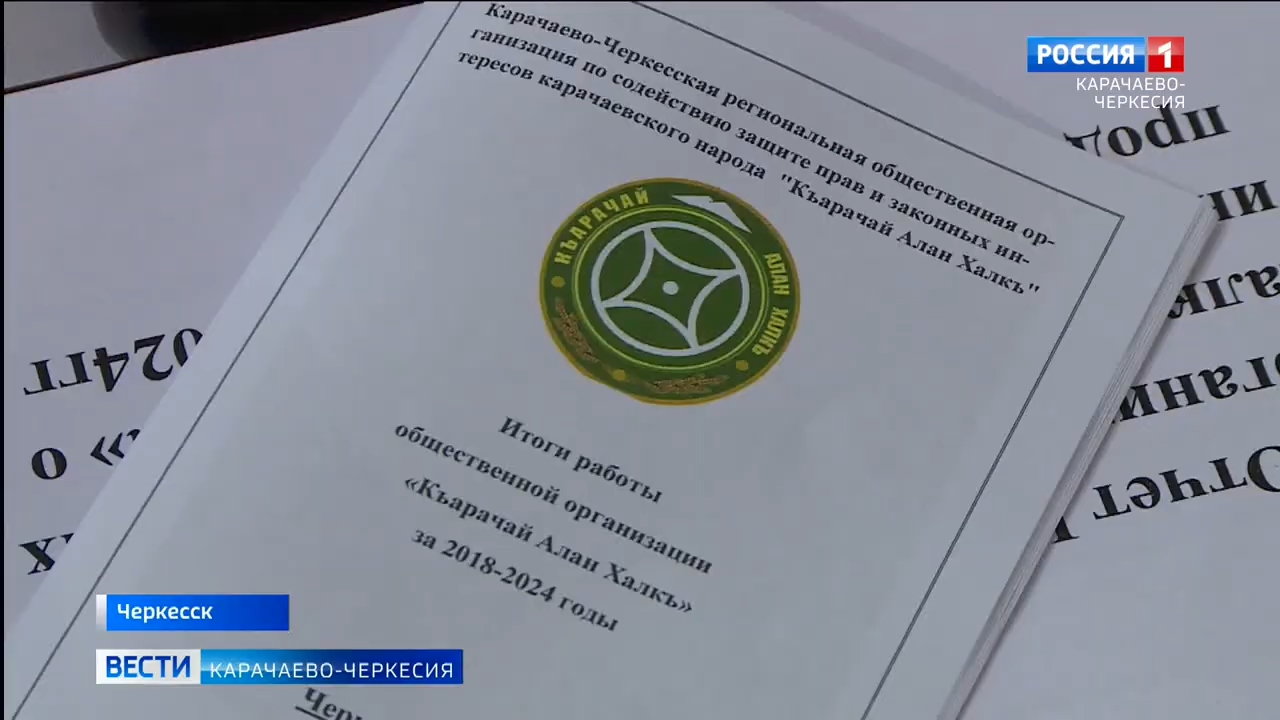 Карачаево-Черкесская региональная общественная ор-
ганизация по содействию защите прав и законных ин-
тересов карачаевского народа "Къарачай Алан Халкъ"
КЪАРАЧАЙ АЛАН ХАЛКЪ
Итоги работы
общественной организации
«Къарачай Алан Халкъ»
за 2018-2024 годы
РОССИЯ 1
КАРАЧАЕВО-
ЧЕРКЕСИЯ
Отчет
024гг
» о
Черкесск
ВЕСТИ КАРАЧАЕВО-ЧЕРКЕСИЯ